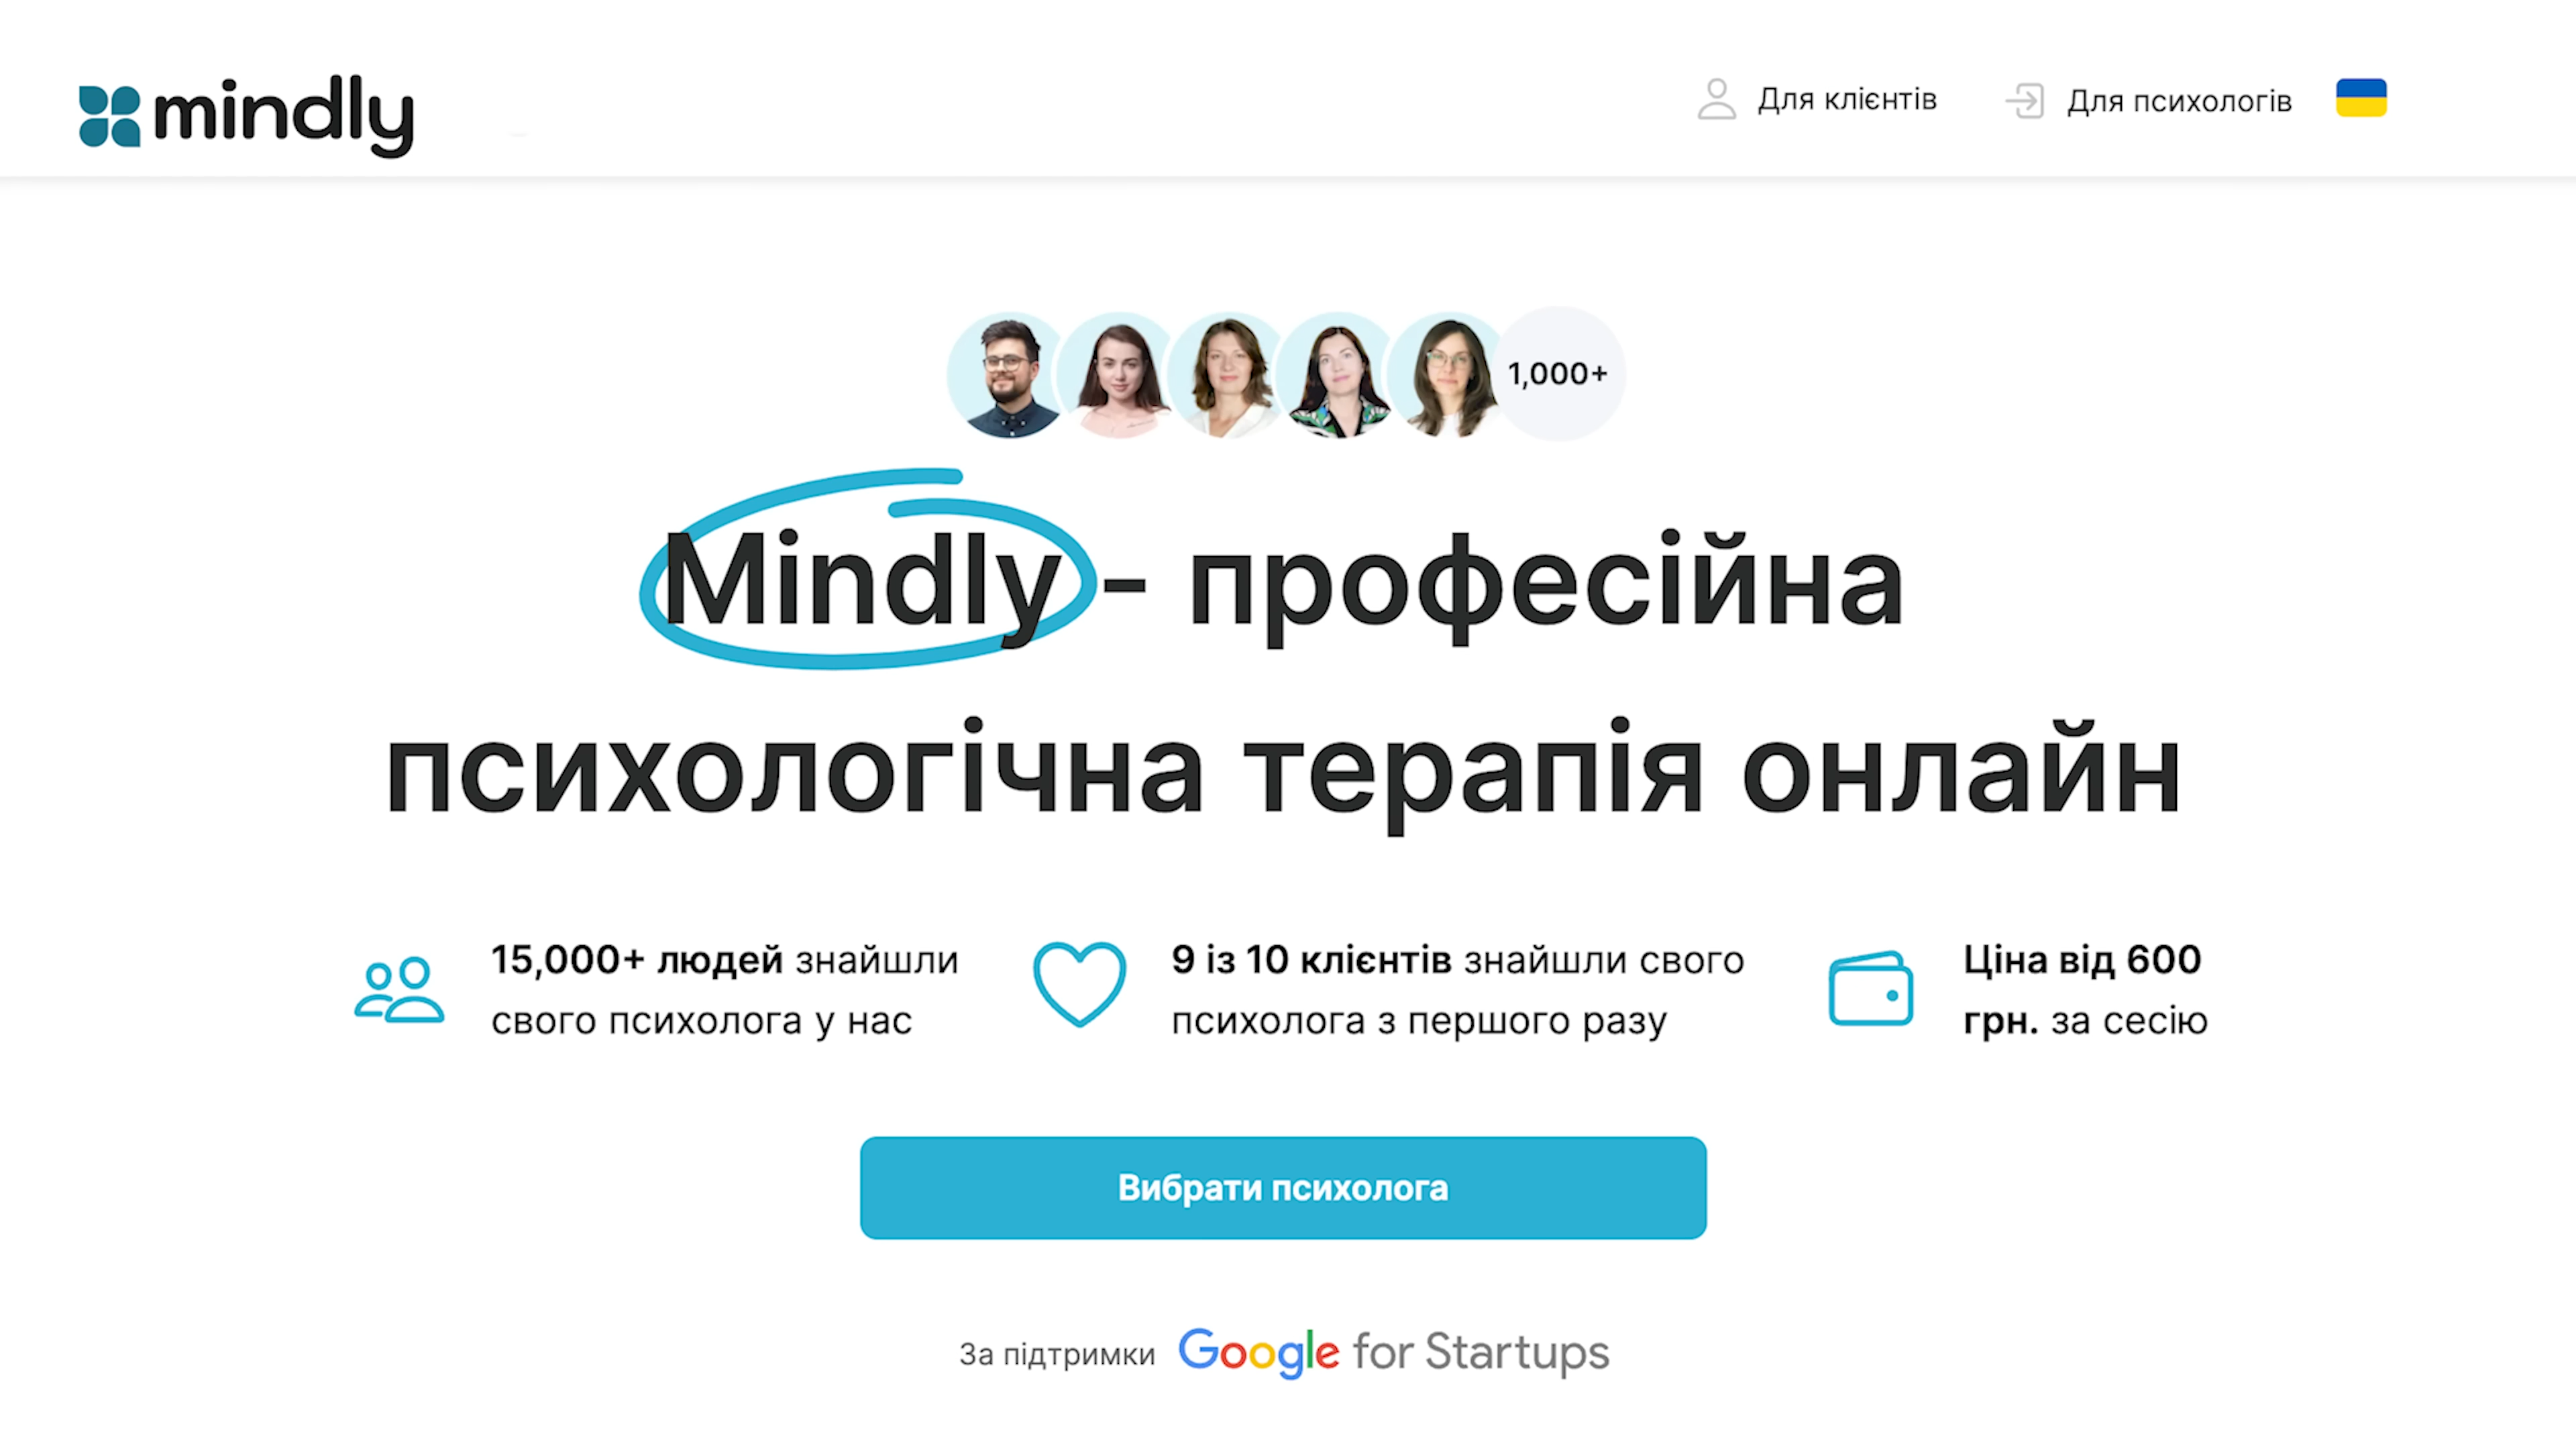 mindly
Для клієнтів
Для психологів
1,000+
Mindly - професійна
психологічна терапія онлайн
15,000+ людей знайшли
свого психолога у нас
9 із 10 клієнтів знайшли свого
психолога з першого разу
Ціна від 600
грн. за сесію
Вибрати психолога
За підтримки Google for Startups